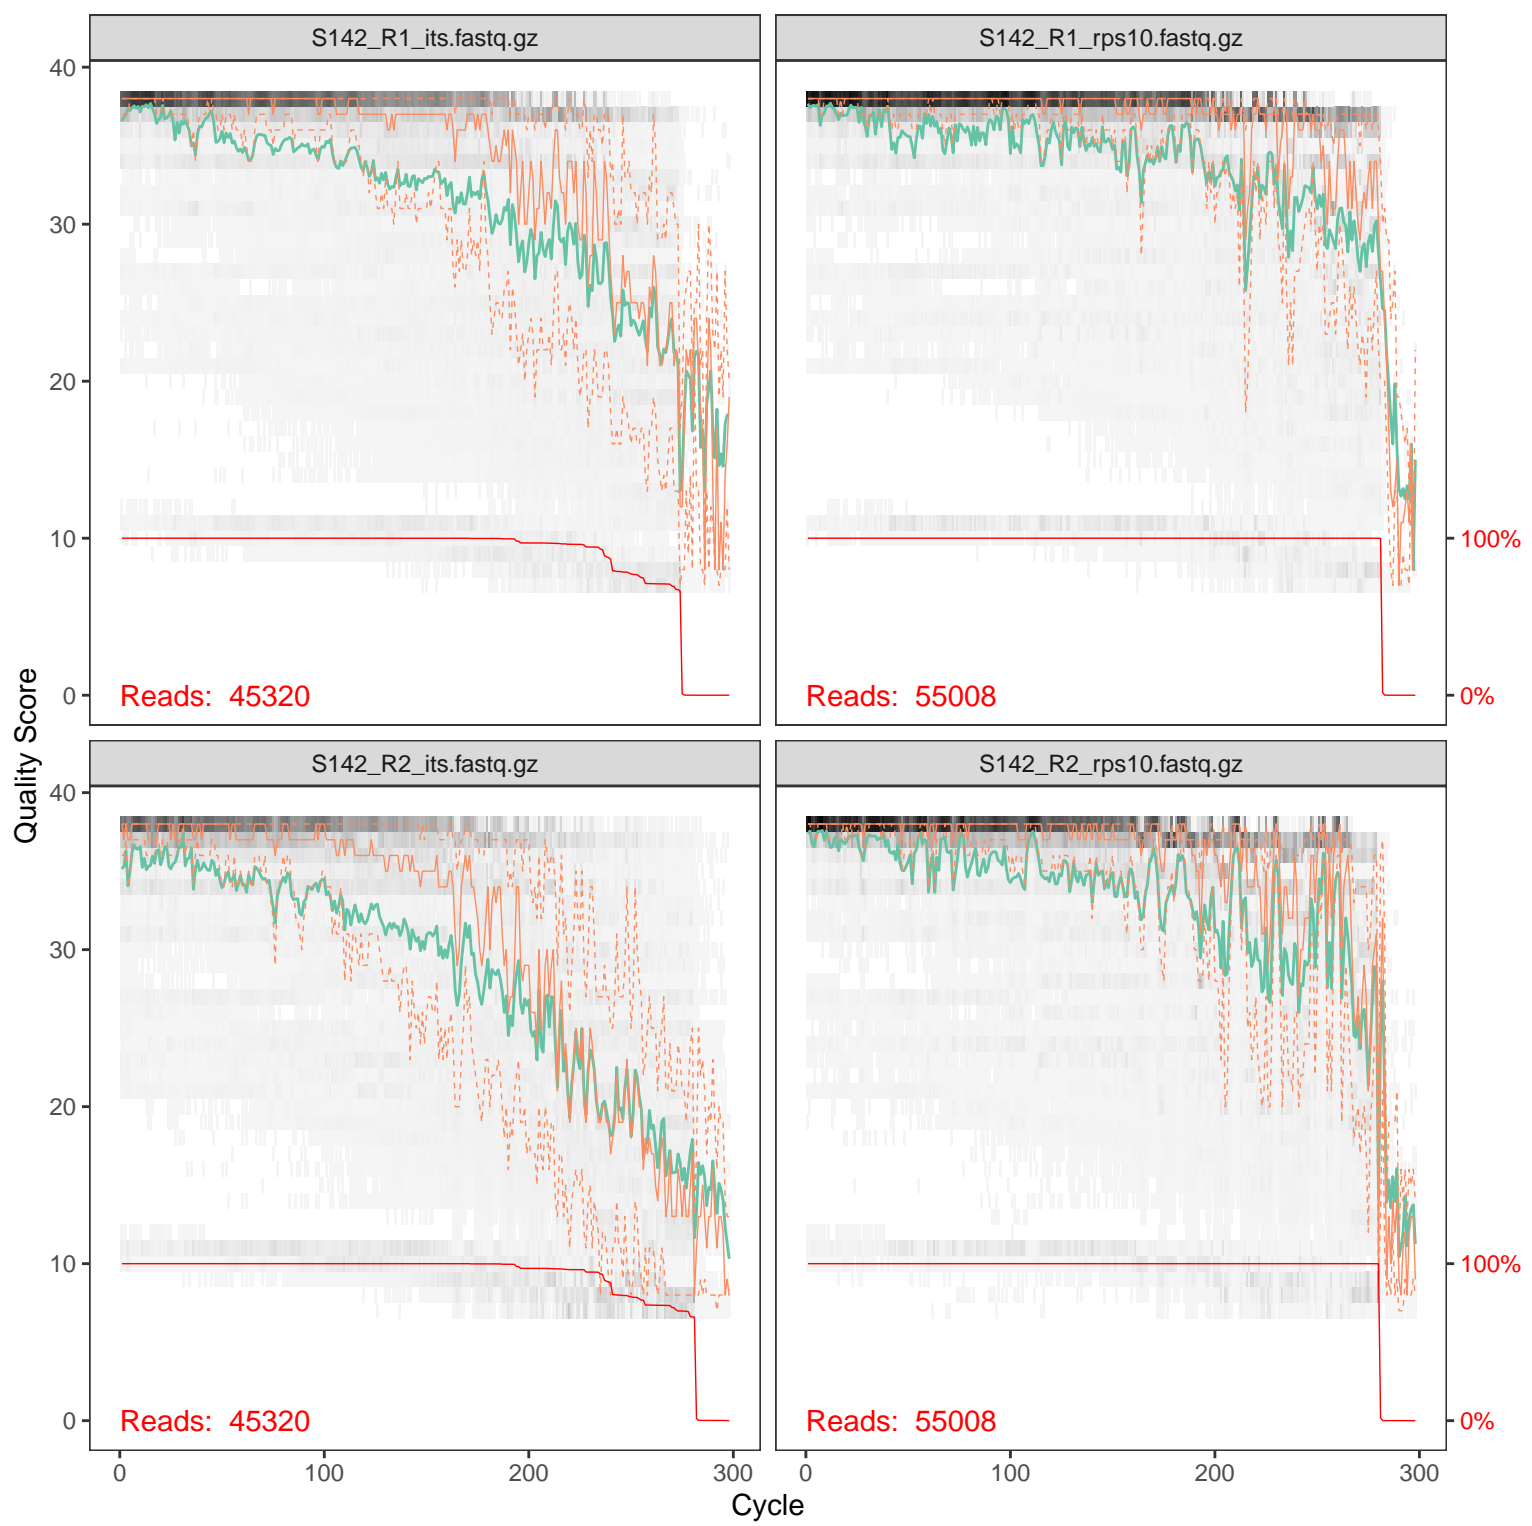 S142_R1_its.fastq.gz
S142_R1_rps10.fastq.gz
40
30
20
10
0
Reads: 45320
Reads: 55008
100%
0%
Quality Score
S142_R2_its.fastq.gz
S142_R2_rps10.fastq.gz
40
30
20
10
0
Reads: 45320
Reads: 55008
100%
0%
0 100 200 300
0 100 200 300
Cycle